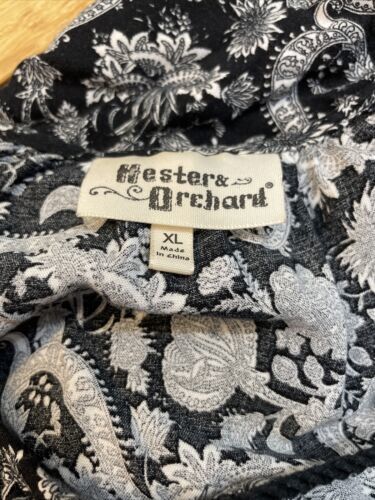 Hester &
Orchard®
XL
Made
in China